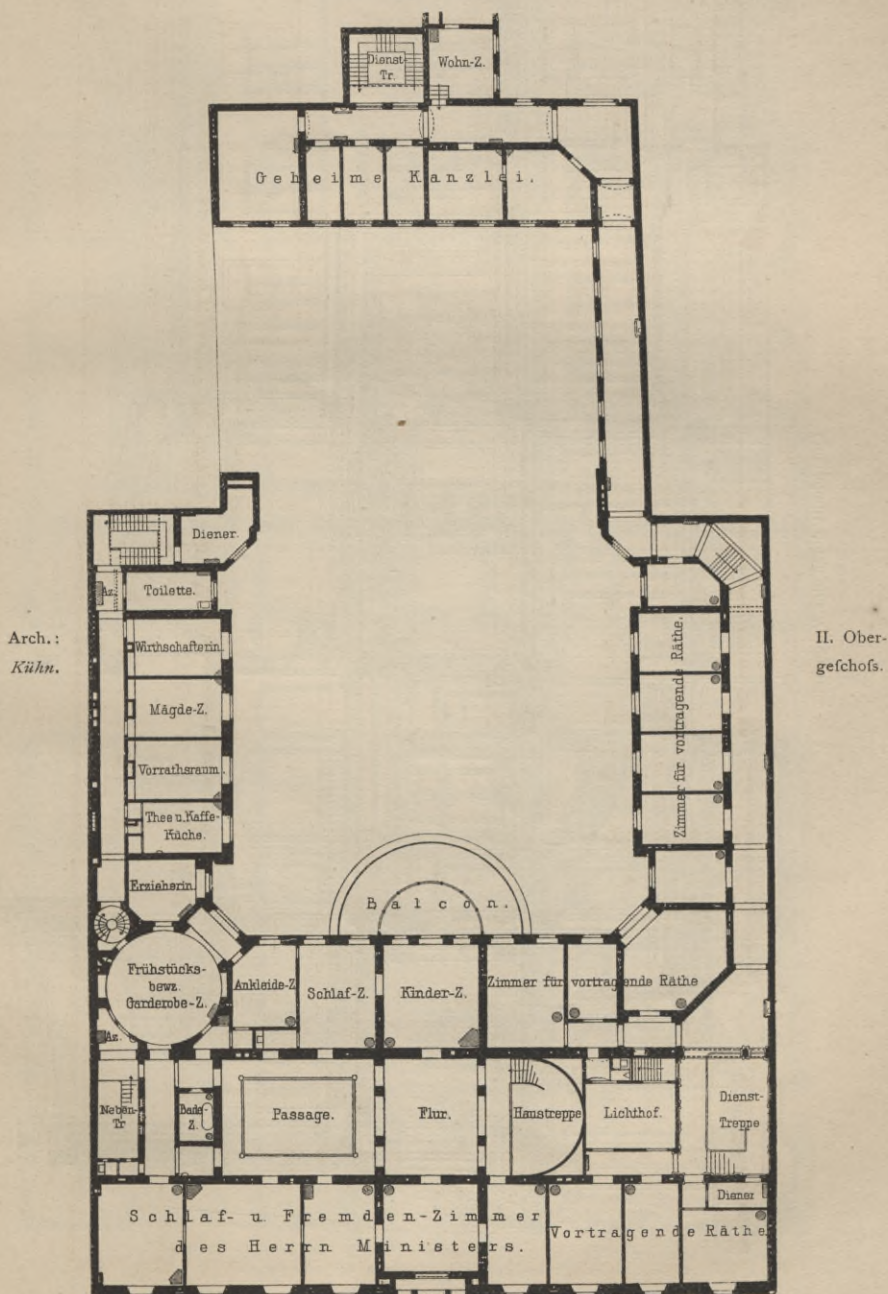 Dienst-
Tr.
Wohn-Z.
Geheime Kanzlei.
Diener.
Az.
Toilette.
Arch.:
Kühn.
II. Ober-
geſchoſs.
Wirthschafterin.
Mägde-Z.
Vorrathsraum.
Thee u. Kaffe-
Küche.
Erzieherin.
Zimmer für vortragende Räthe.
Balcon.
Frühstücks-
bewz.
Garderobe-Z.
Az.
Ankleide-Z.
Schlaf-Z.
Kinder-Z.
Zimmer für vortragende Räthe
Neben-
Tr
Bade-
Z.
Passage.
Flur.
Haustreppe
Lichthof.
Dienst-
Treppe
Diener
Schlaf- u. Fremden-Zimmer
des Herrn Ministers.
Vortragende Räthe